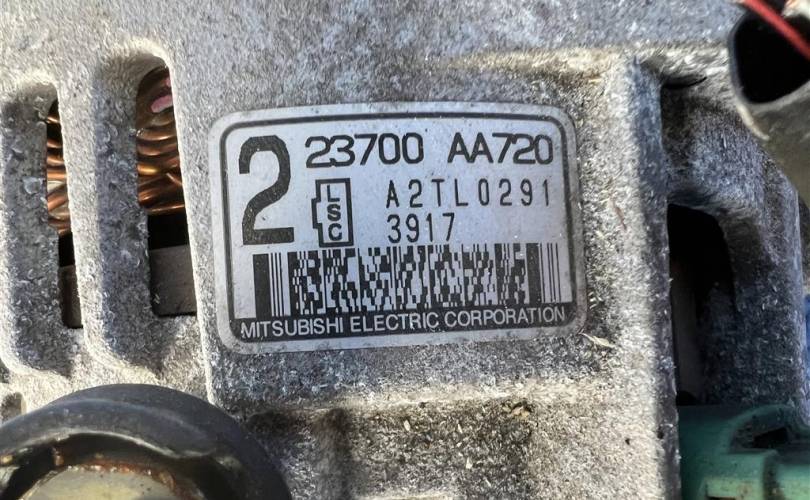 2 23700 AA720
LSC A2TL0291
3917
MITSUBISHI ELECTRIC CORPORATION